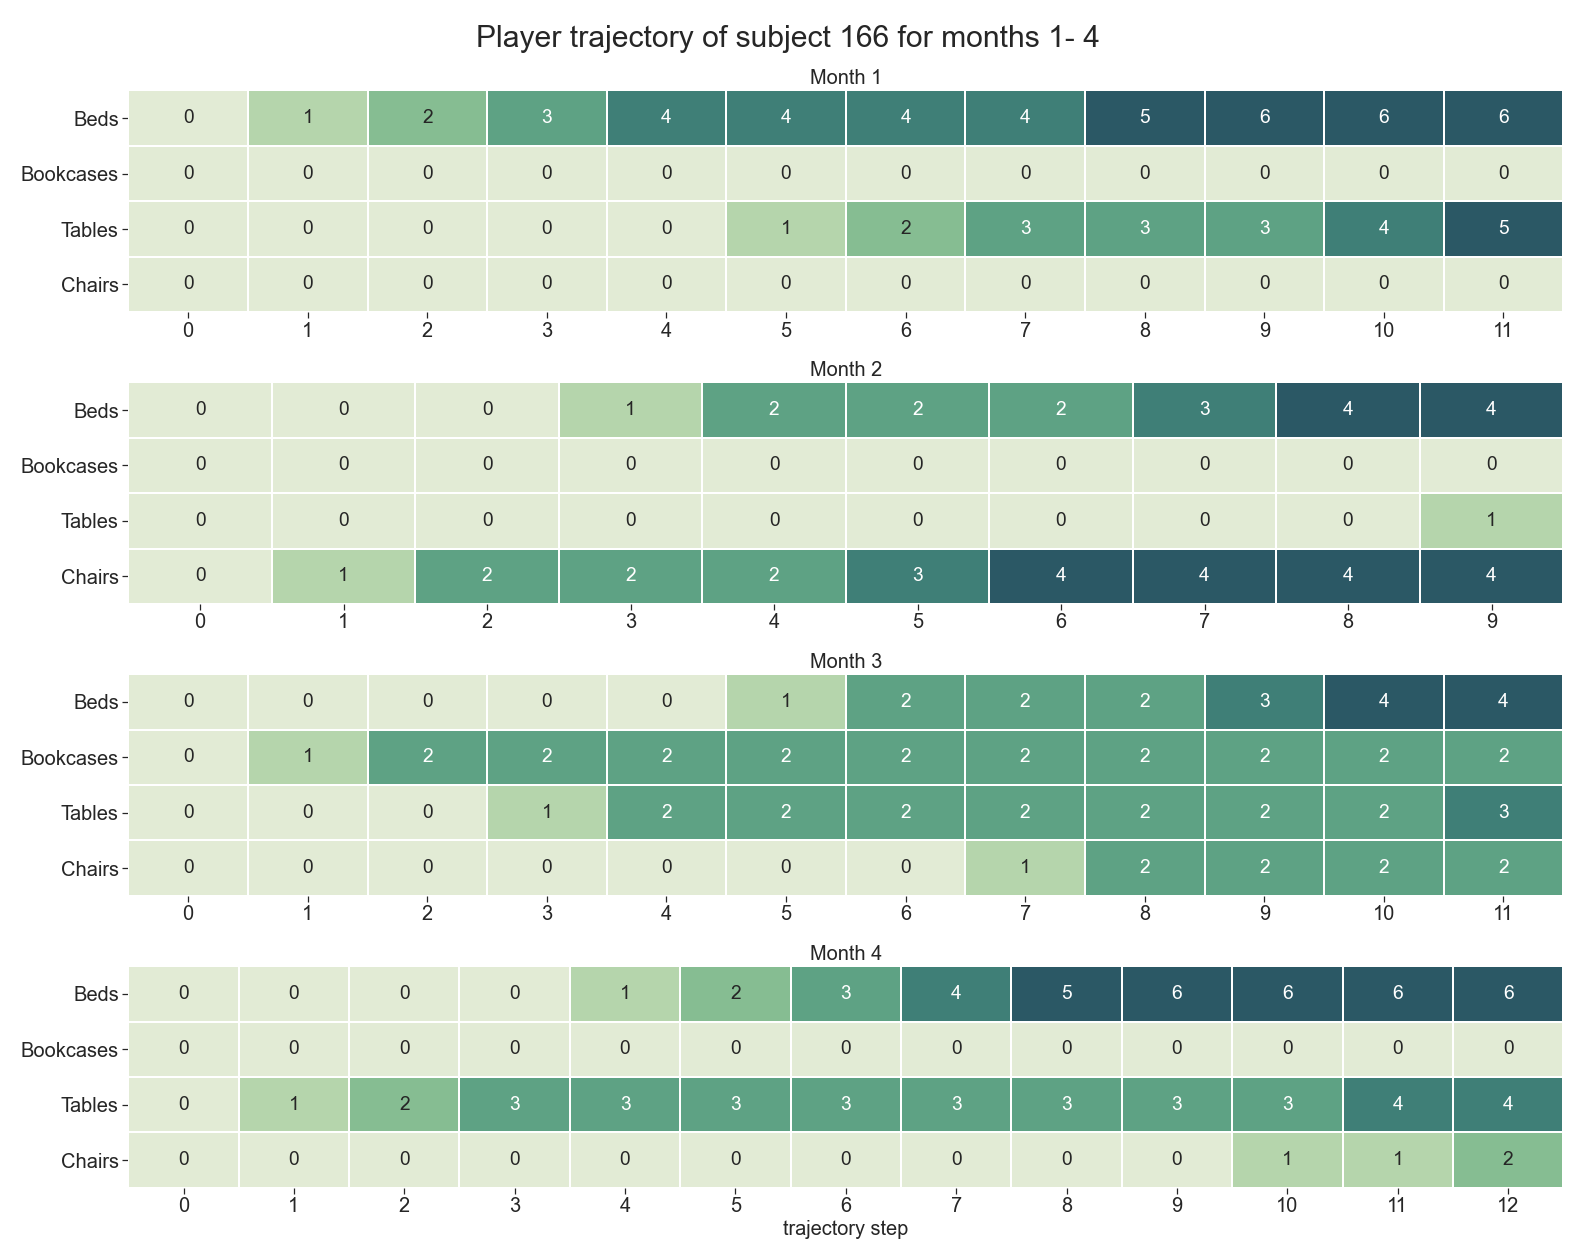 Player trajectory of subject 166 for months 1- 4
Month 1
Beds 0 1 2 3 4 4 4 4 5 6 6 6
Bookcases 0 0 0 0 0 0 0 0 0 0 0 0
Tables 0 0 0 0 0 1 2 3 3 3 4 5
Chairs 0 0 0 0 0 0 0 0 0 0 0 0
0 1 2 3 4 5 6 7 8 9 10 11
Month 2
Beds 0 0 0 1 2 2 2 3 4 4
Bookcases 0 0 0 0 0 0 0 0 0 0
Tables 0 0 0 0 0 0 0 0 0 1
Chairs 0 1 2 2 2 3 4 4 4 4
0 1 2 3 4 5 6 7 8 9
Month 3
Beds 0 0 0 0 0 1 2 2 2 3 4 4
Bookcases 0 1 2 2 2 2 2 2 2 2 2 2
Tables 0 0 0 1 2 2 2 2 2 2 2 3
Chairs 0 0 0 0 0 0 0 1 2 2 2 2
0 1 2 3 4 5 6 7 8 9 10 11
Month 4
Beds 0 0 0 0 1 2 3 4 5 6 6 6 6
Bookcases 0 0 0 0 0 0 0 0 0 0 0 0 0
Tables 0 1 2 3 3 3 3 3 3 3 3 4 4
Chairs 0 0 0 0 0 0 0 0 0 0 1 1 2
0 1 2 3 4 5 6 7 8 9 10 11 12
trajectory step